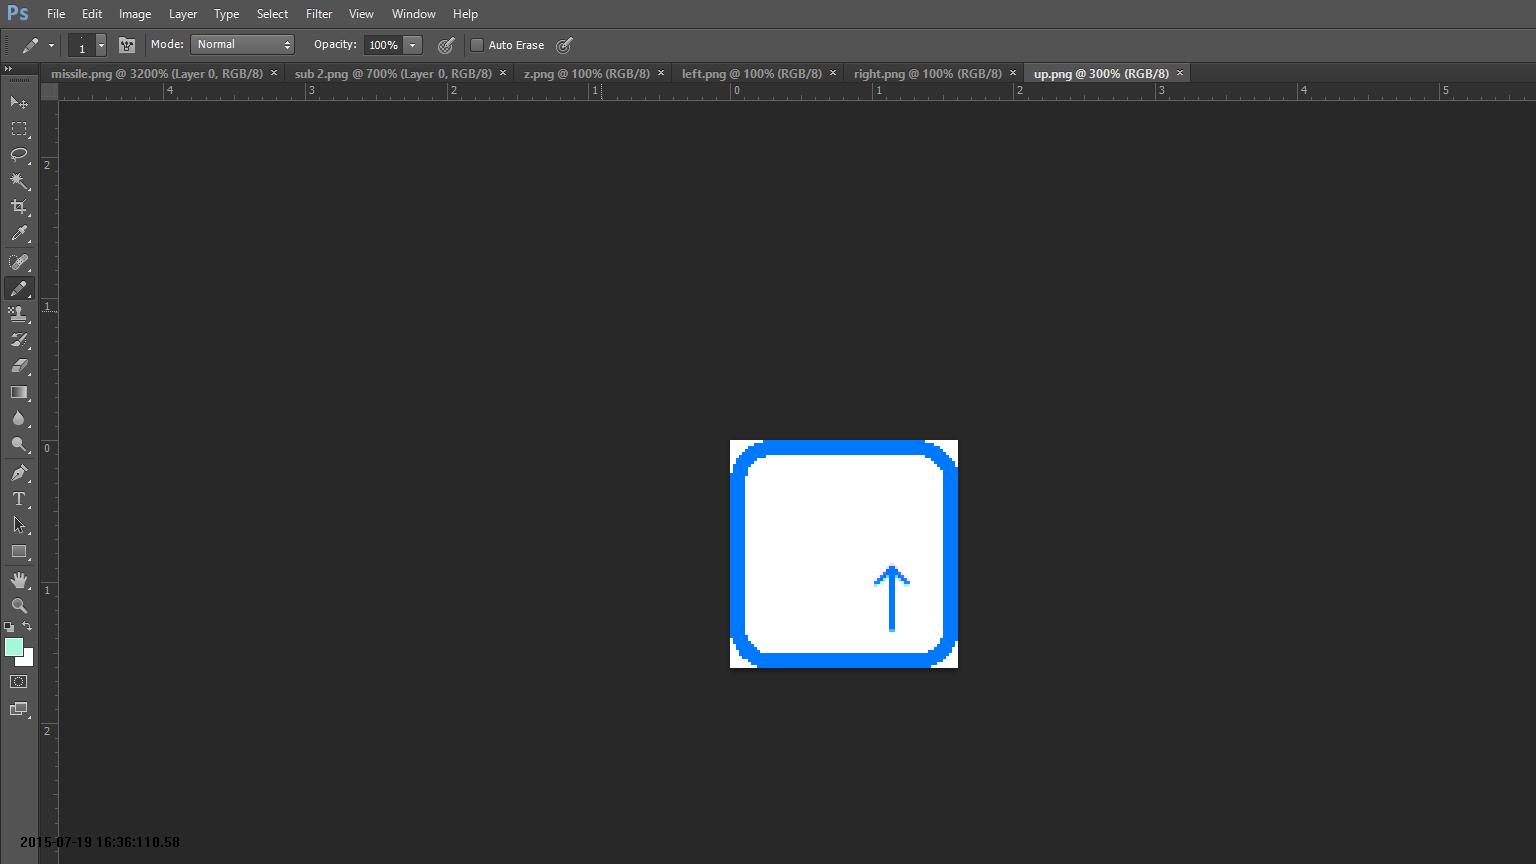 Ps File Edit Image Layer Type Select Filter View Window Help
1 Mode: Normal Opacity: 100% Auto Erase
missile.png @ 3200% (Layer 0, RGB/8) × sub 2.png @ 700% (Layer 0, RGB/8) × z.png @ 100% (RGB/8) × left.png @ 100% (RGB/8) × right.png @ 100% (RGB/8) × up.png @ 300% (RGB/8) ×
4 3 2 1 0 1 2 3 4 5
2
1
0
1
2
T
2015-07-19 16:36:110.58